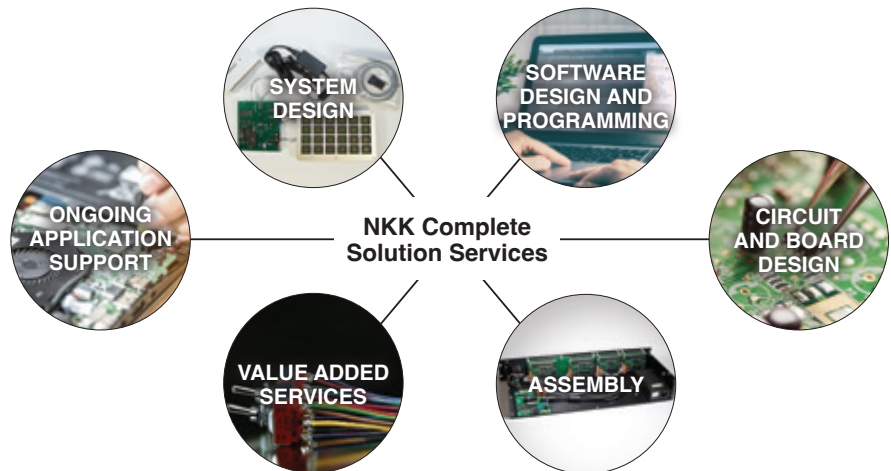 SYSTEM
DESIGN
SOFTWARE
DESIGN AND
PROGRAMMING
ONGOING
APPLICATION
SUPPORT
NKK Complete
Solution Services
CIRCUIT
AND BOARD
DESIGN
VALUE ADDED
SERVICES
ASSEMBLY